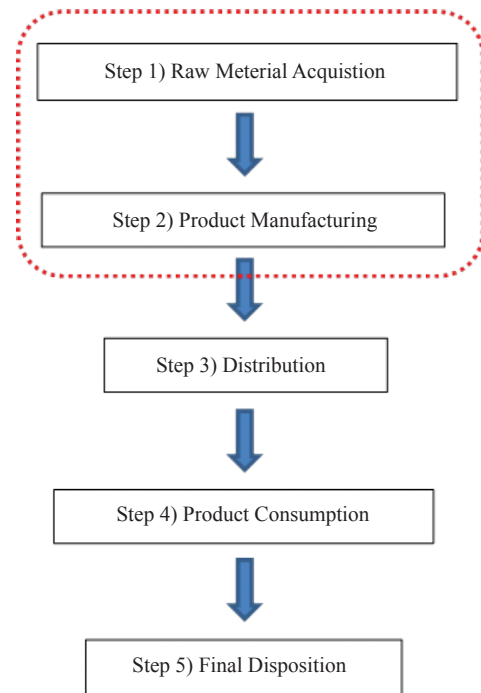 Step 1) Raw Meterial Acquistion
Step 2) Product Manufacturing
Step 3) Distribution
Step 4) Product Consumption
Step 5) Final Disposition